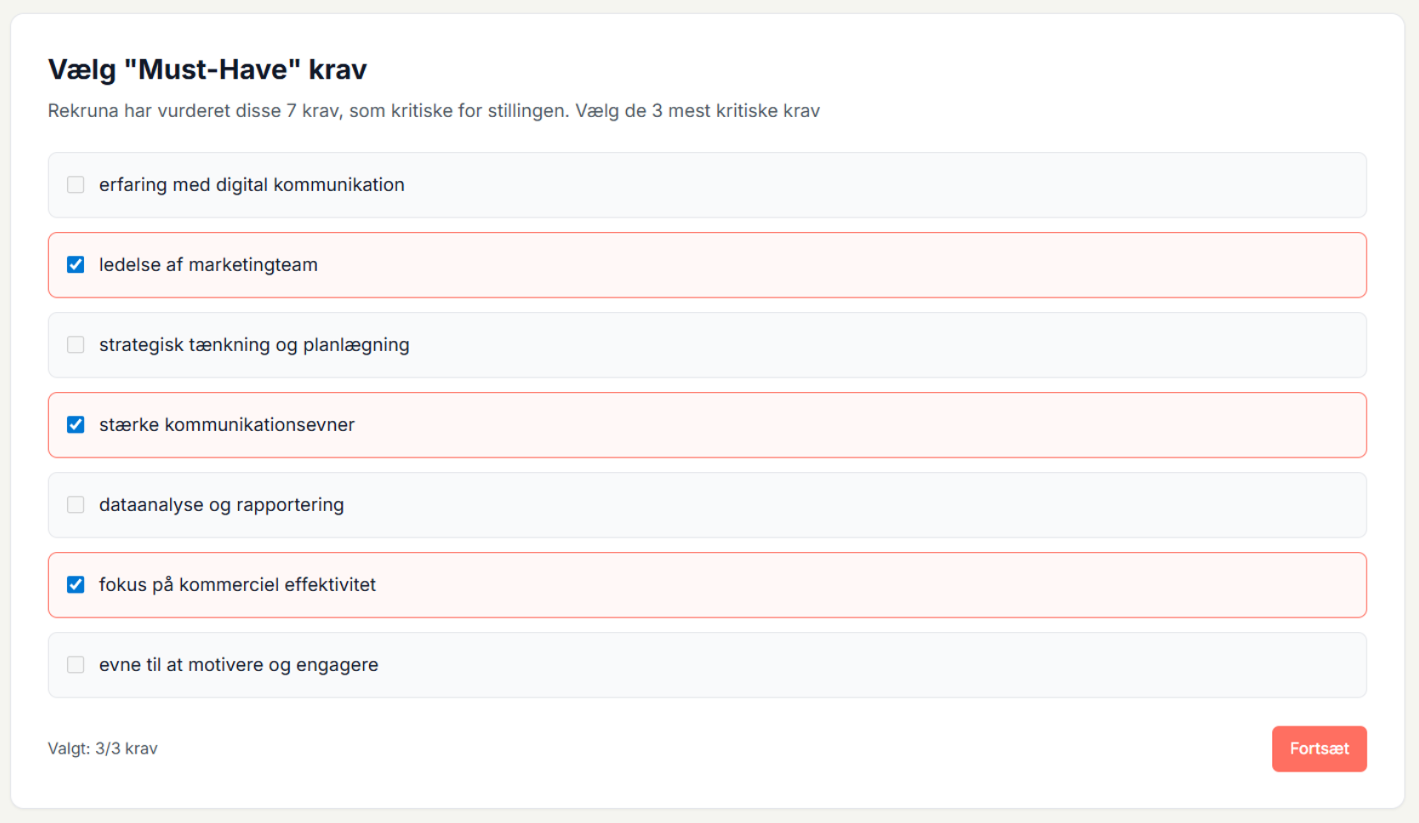 Vælg "Must-Have" krav
Rekruna har vurderet disse 7 krav, som kritiske for stillingen. Vælg de 3 mest kritiske krav
erfaring med digital kommunikation
ledelse af marketingteam
strategisk tænkning og planlægning
stærke kommunikationsevner
dataanalyse og rapportering
fokus på kommerciel effektivitet
evne til at motivere og engagere
Valgt: 3/3 krav
Fortsæt